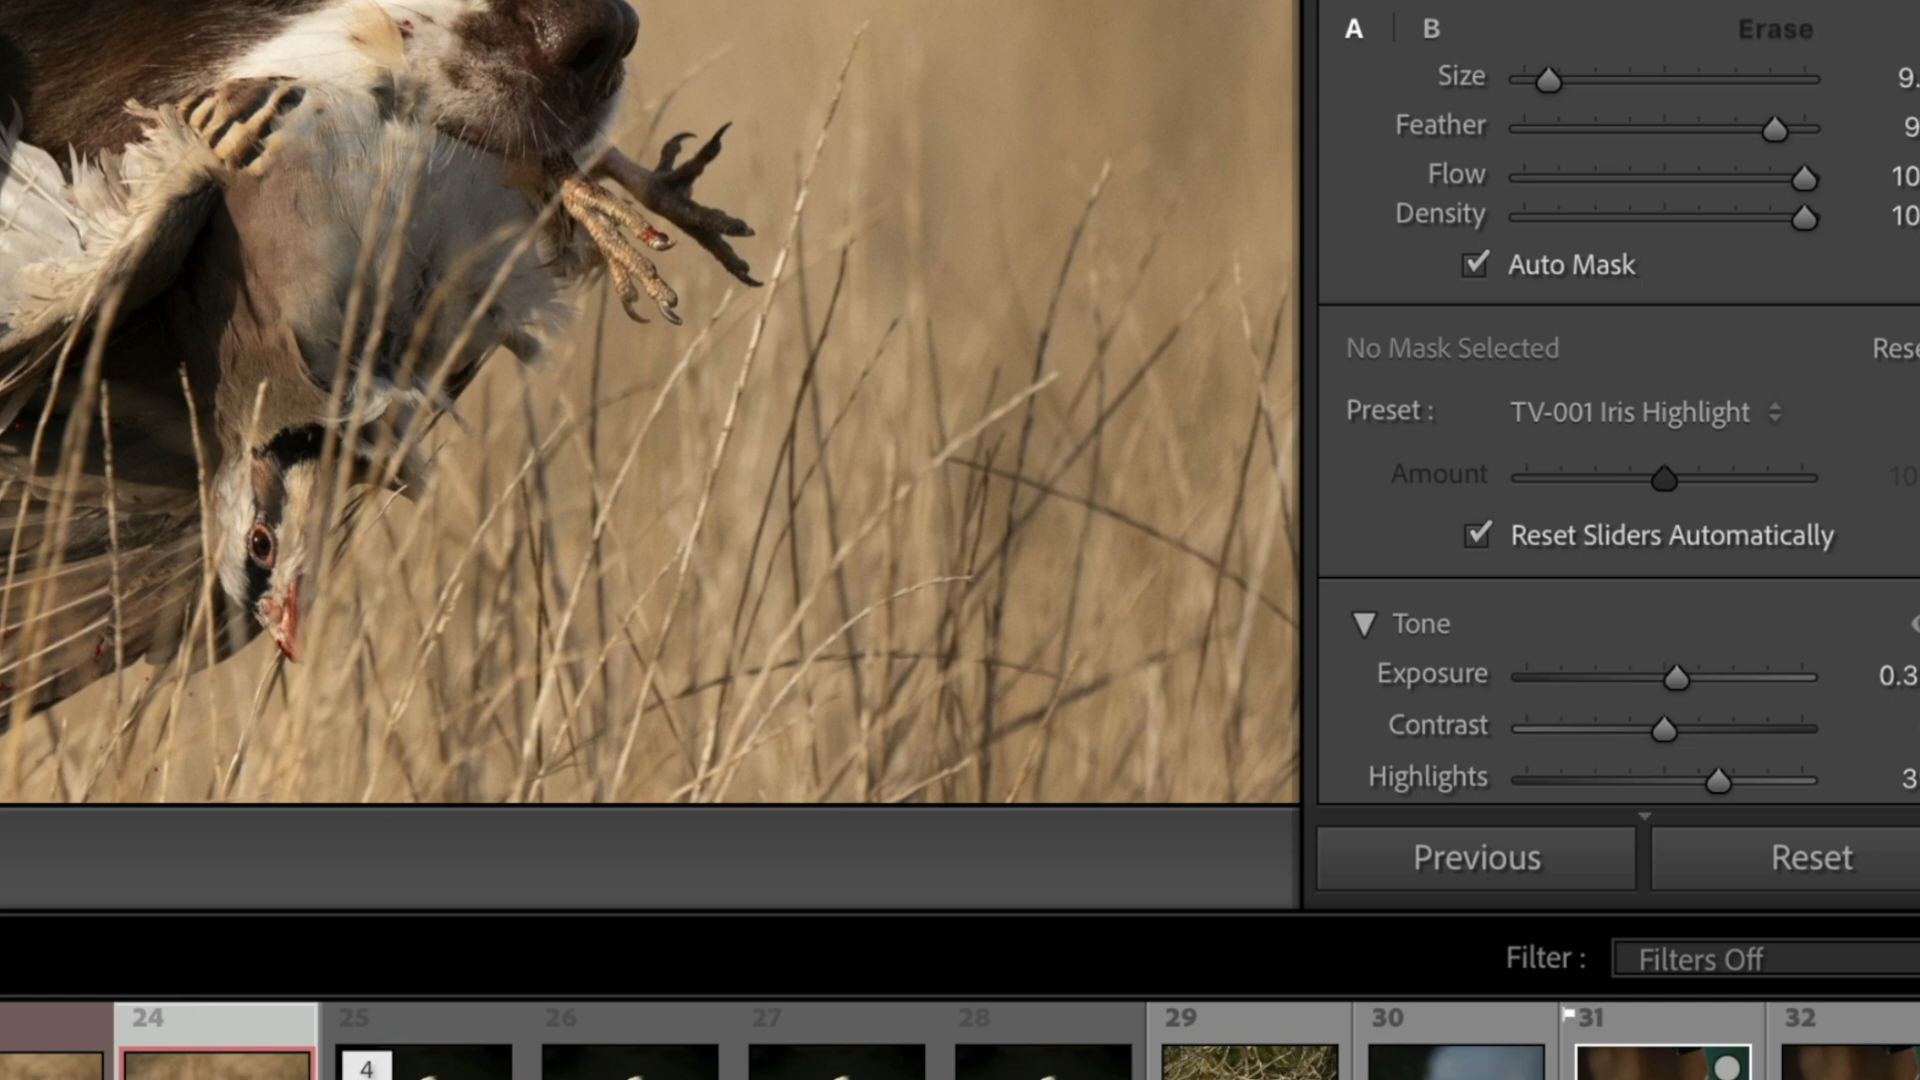 A | B Erase
Size 9.
Feather 9
Flow 10
Density 10
Auto Mask
No Mask Selected Rese
Preset : TV-001 Iris Highlight
Amount 10
Reset Sliders Automatically
Tone
Exposure 0.3
Contrast
Highlights 3
Previous Reset
Filter : Filters Off
24 25 26 27 28 29 30 31 32
4